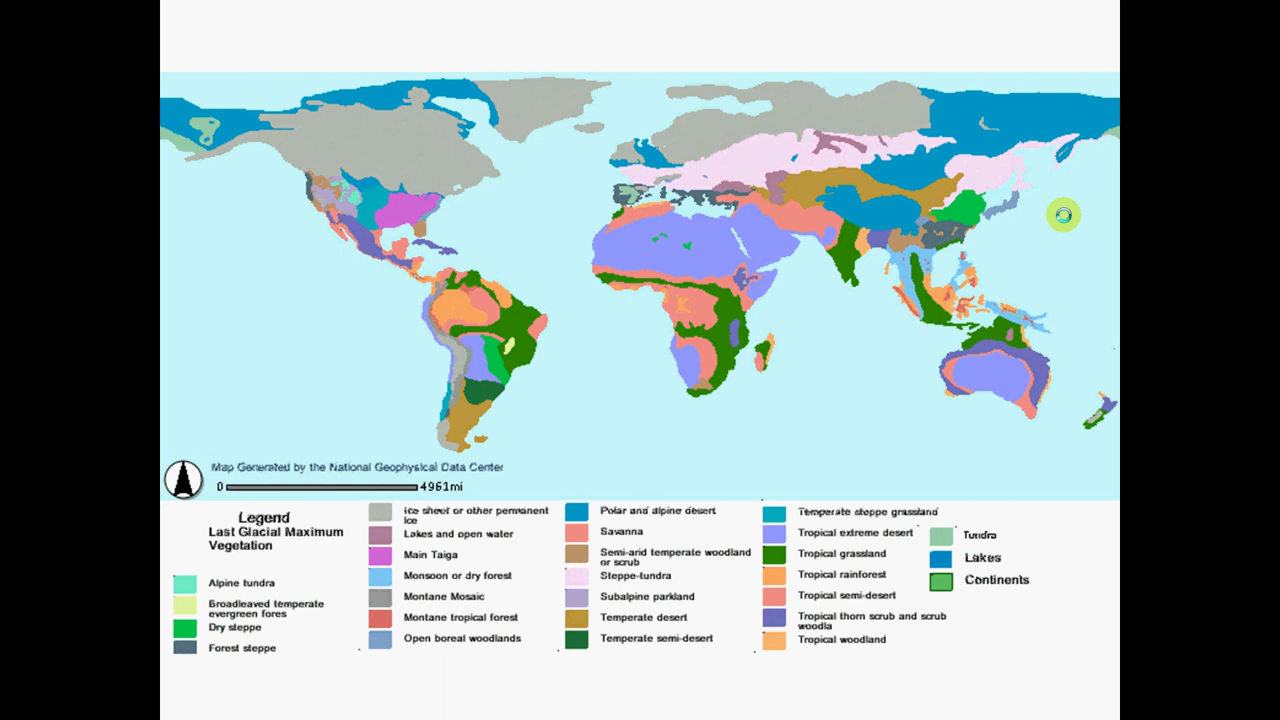 Map Generated by the National Geophysical Data Center
0 4961mi
Legend
Last Glacial Maximum
Vegetation
Alpine tundra
Broadleaved temperate
evergreen fores
Dry steppe
Forest steppe
Ice sheet or other permanent
Ice
Lakes and open water
Main Taiga
Monsoon or dry forest
Montane Mosaic
Montane tropical forest
Open boreal woodlands
Polar and alpine desert
Savanna
Semi-arid temperate woodland
or scrub
Steppe-tundra
Subalpine parkland
Temperate desert
Temperate semi-desert
Temperate steppe grassland
Tropical extreme desert
Tropical grassland
Tropical rainforest
Tropical semi-desert
Tropical thorn scrub and scrub
woodla
Tropical woodland
Tundra
Lakes
Continents